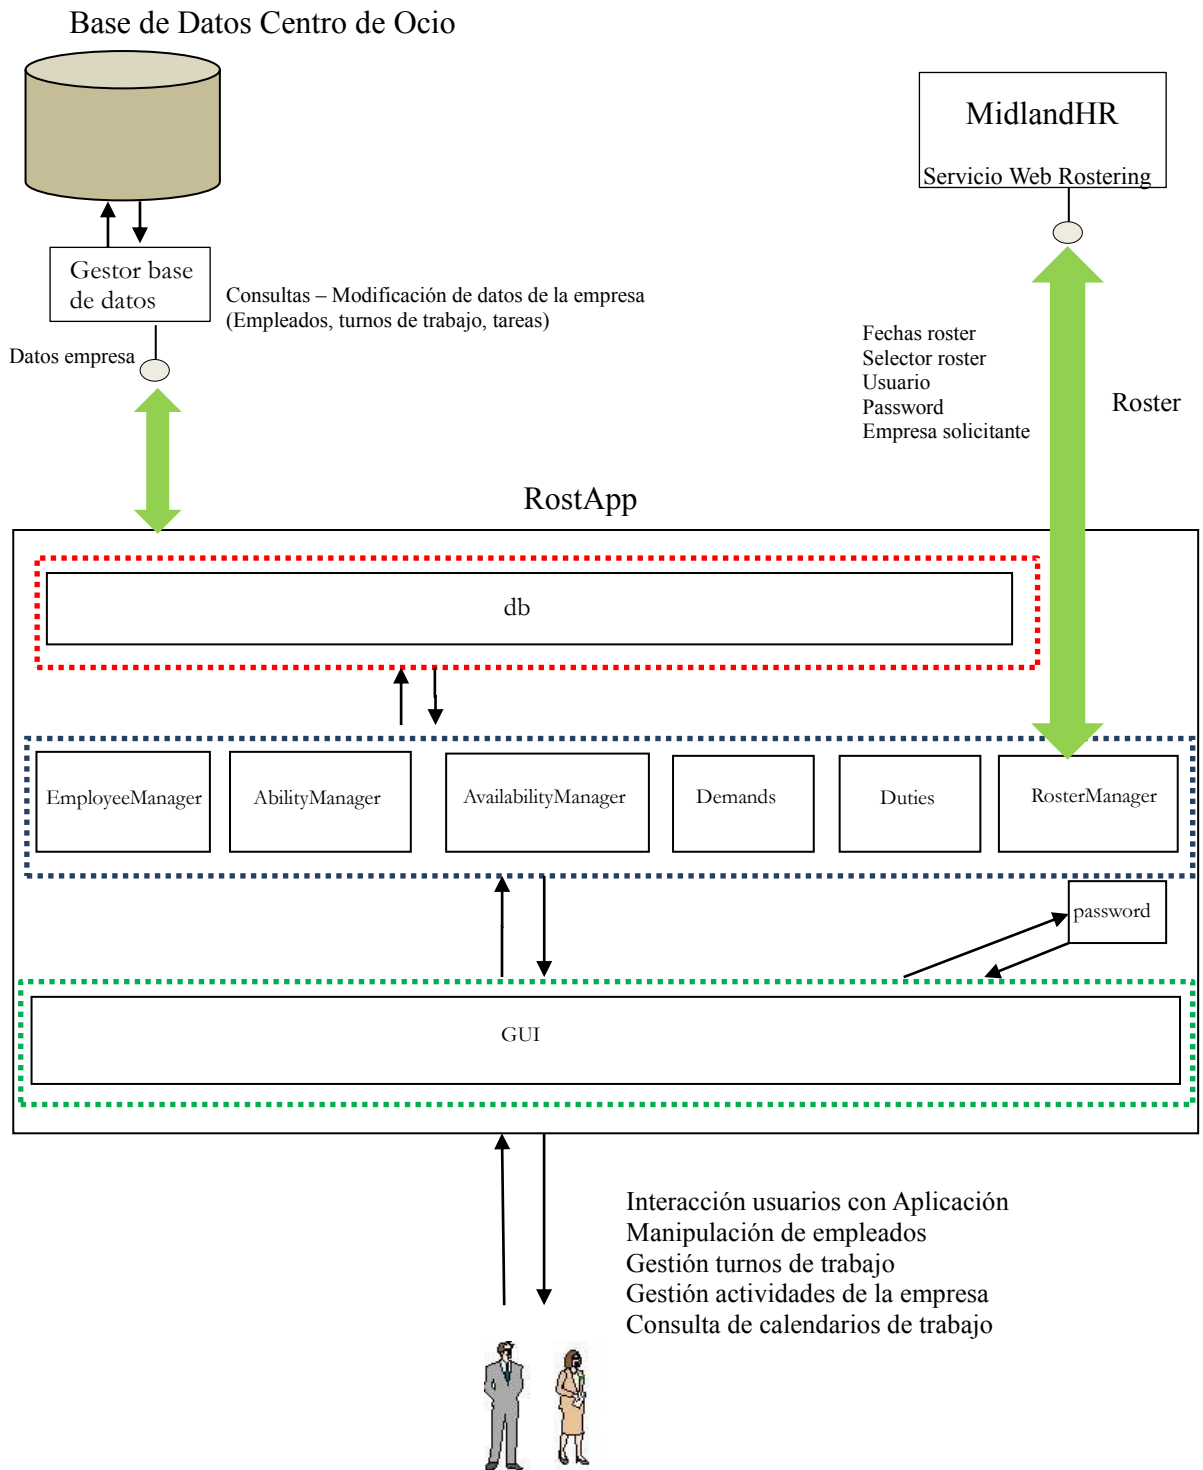 Base de Datos Centro de Ocio
MidlandHR
Servicio Web Rostering
Gestor base
de datos
Consultas – Modificación de datos de la empresa
(Empleados, turnos de trabajo, tareas)
Datos empresa
Fechas roster
Selector roster
Usuario
Password
Empresa solicitante
Roster
RostApp
db
EmployeeManager
AbilityManager
AvailabilityManager
Demands
Duties
RosterManager
password
GUI
Interacción usuarios con Aplicación
Manipulación de empleados
Gestión turnos de trabajo
Gestión actividades de la empresa
Consulta de calendarios de trabajo